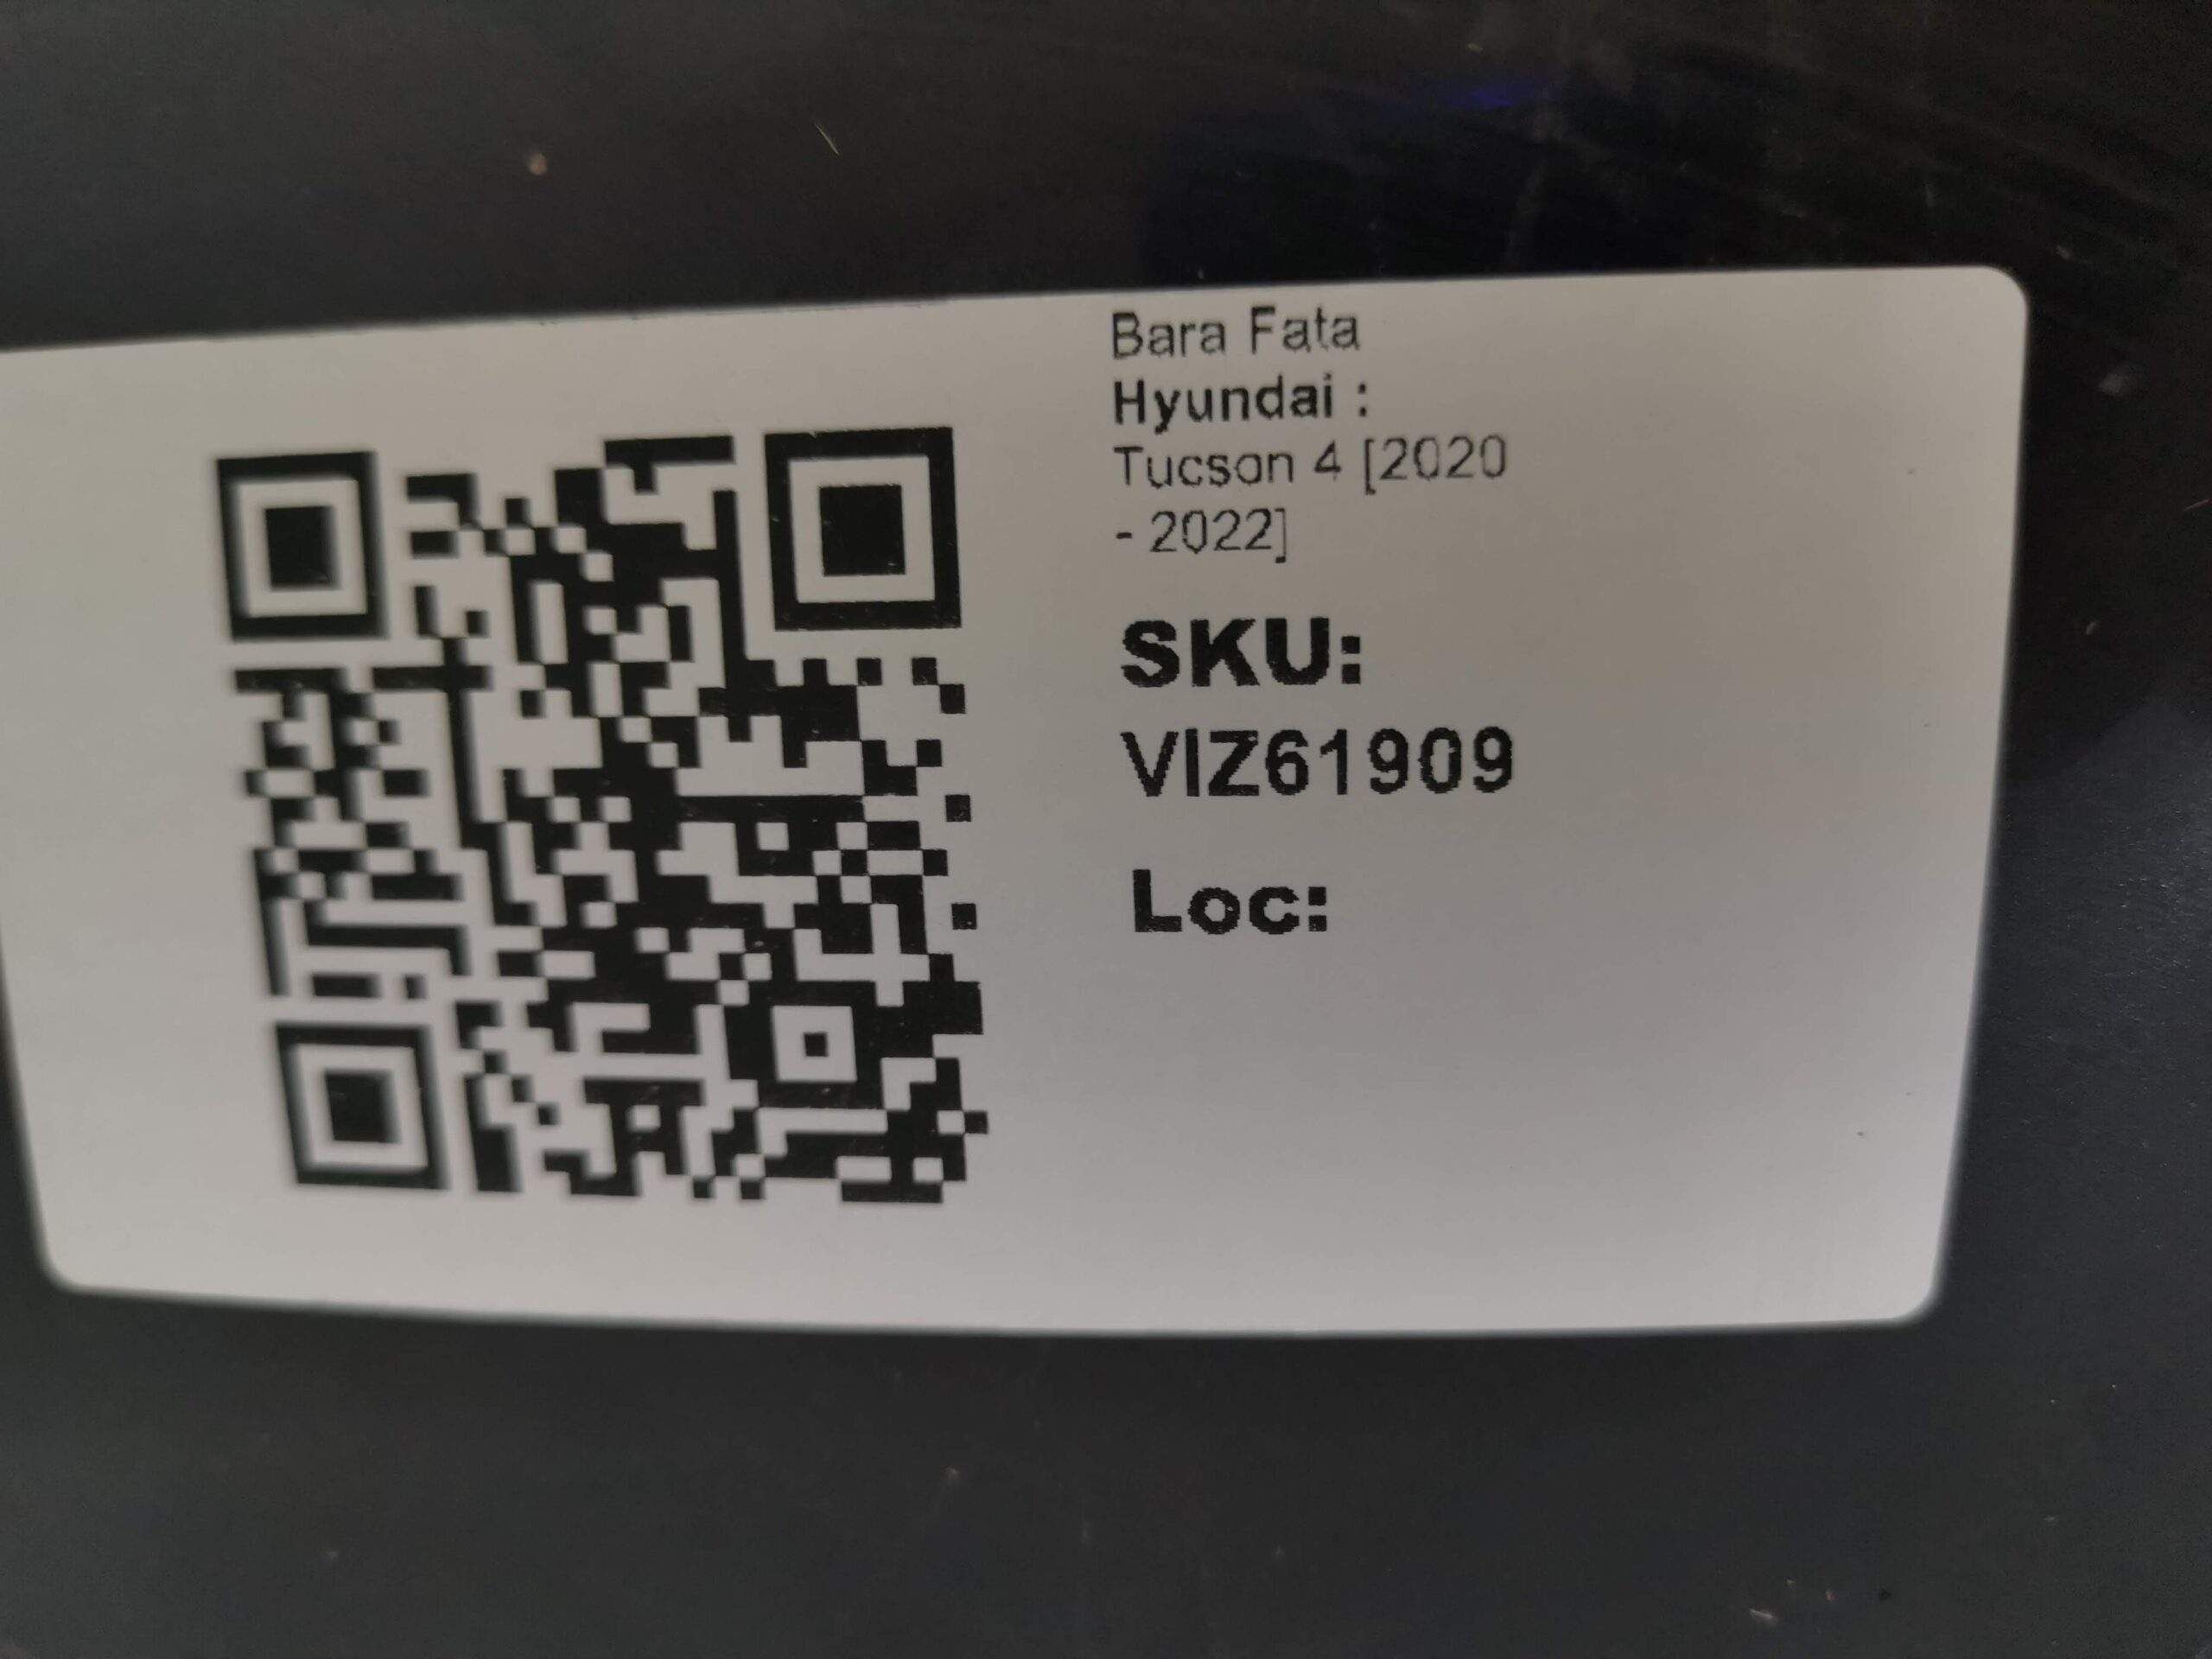 Bara Fata
Hyundai :
Tucson 4 [2020
- 2022]
SKU:
VIZ61909
Loc: